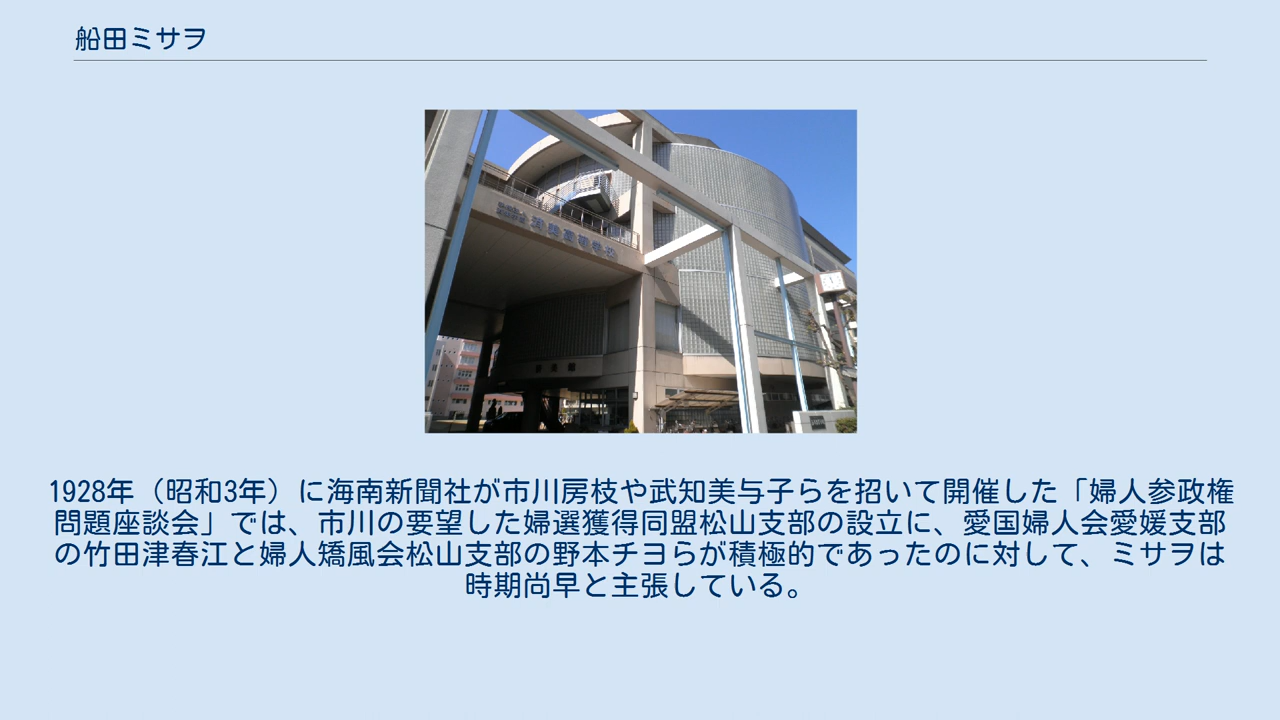 船田ミサヲ
済美高等学校
1928年（昭和3年）に海南新聞社が市川房枝や武知美与子らを招いて開催した「婦人参政権
問題座談会」では、市川の要望した婦選獲得同盟松山支部の設立に、愛国婦人会愛媛支部
の竹田津春江と婦人矯風会松山支部の野本チヨらが積極的であったのに対して、ミサヲは
時期尚早と主張している。